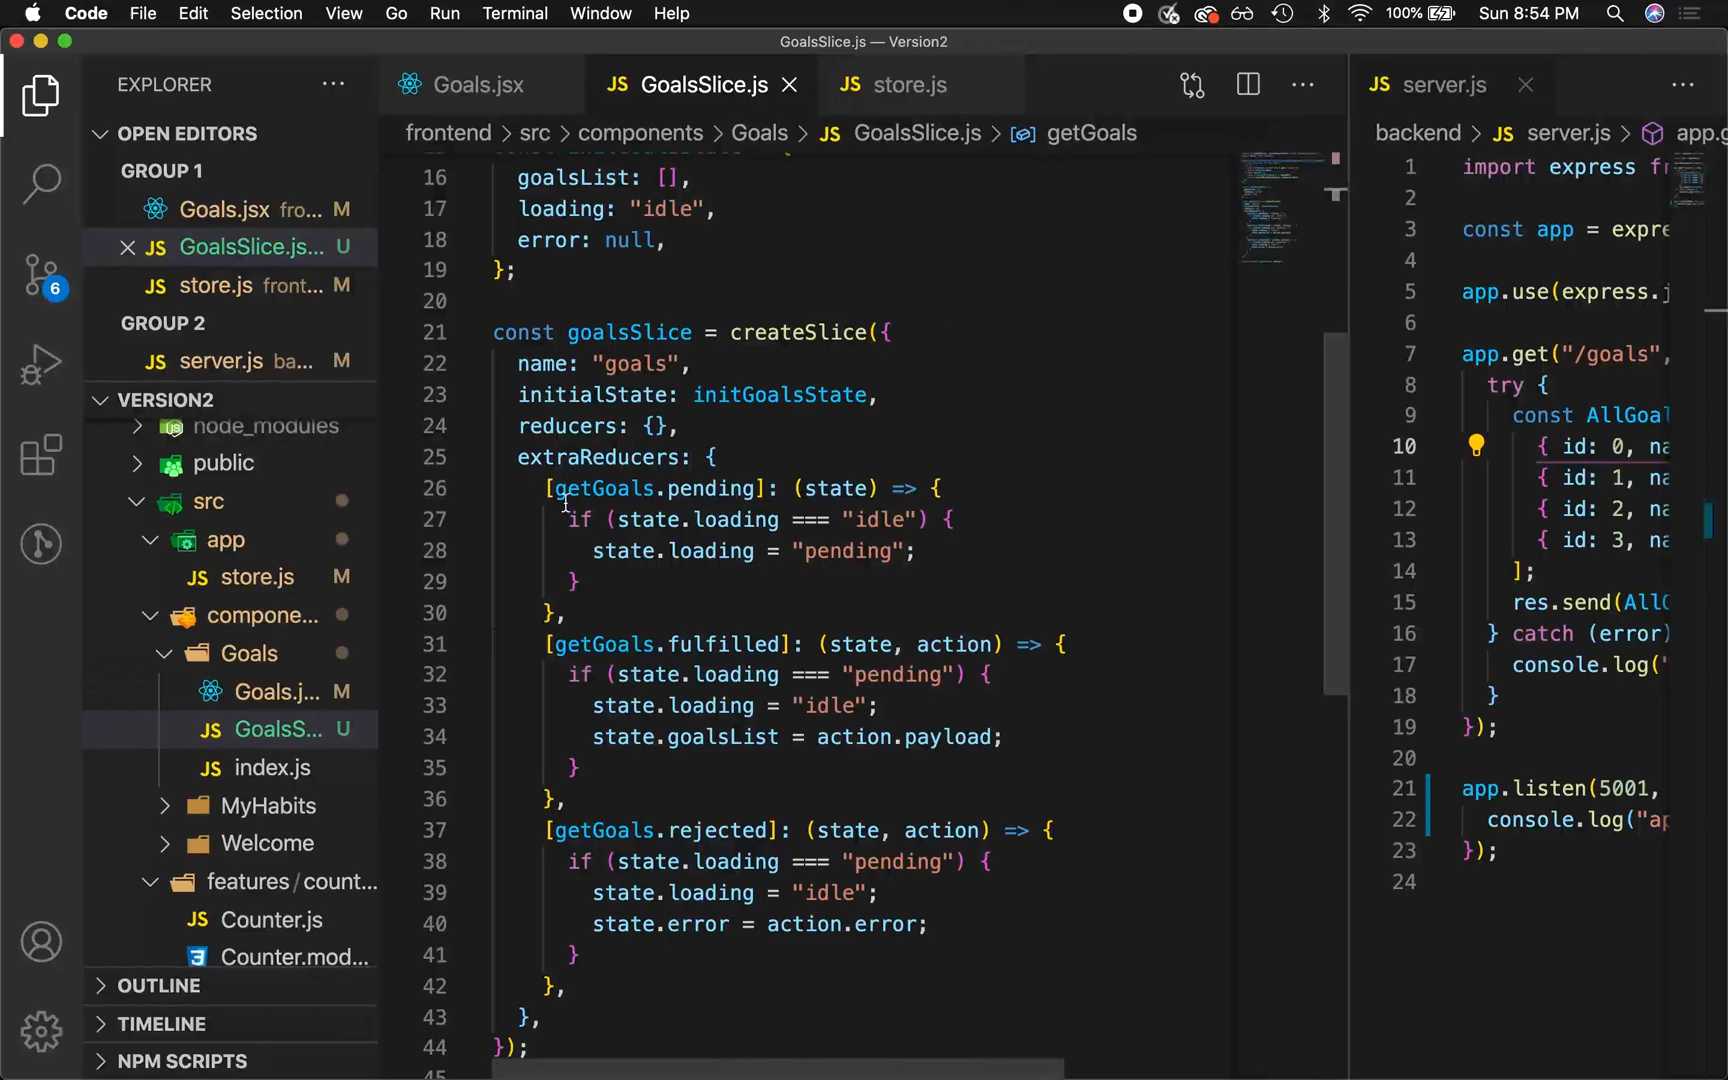 Code File Edit Selection View Go Run Terminal Window Help
100% Sun 8:54 PM
GoalsSlice.js — Version2
EXPLORER
OPEN EDITORS
GROUP 1
Goals.jsx fro... M
GoalsSlice.js... U
store.js front... M
GROUP 2
server.js ba... M
VERSION2
node_modules
public
src
app
store.js M
compone...
Goals
Goals.j... M
GoalsS... U
index.js
MyHabits
Welcome
features / count...
Counter.js
Counter.mod...
OUTLINE
TIMELINE
NPM SCRIPTS
6
Goals.jsx
JS GoalsSlice.js
JS store.js
frontend > src > components > Goals > JS GoalsSlice.js > getGoals
16 goalsList: [],
17 loading: "idle",
18 error: null,
19 };
20
21 const goalsSlice = createSlice({
22 name: "goals",
23 initialState: initGoalsState,
24 reducers: {},
25 extraReducers: {
26 [getGoals.pending]: (state) => {
27 if (state.loading === "idle") {
28 state.loading = "pending";
29 }
30 },
31 [getGoals.fulfilled]: (state, action) => {
32 if (state.loading === "pending") {
33 state.loading = "idle";
34 state.goalsList = action.payload;
35 }
36 },
37 [getGoals.rejected]: (state, action) => {
38 if (state.loading === "pending") {
39 state.loading = "idle";
40 state.error = action.error;
41 }
42 },
43 },
44 });
45
JS server.js
backend > JS server.js > app.g
1 import express fr
2
3 const app = expre
4
5 app.use(express.j
6
7 app.get("/goals",
8 try {
9 const AllGoal
10 { id: 0, na
11 { id: 1, na
12 { id: 2, na
13 { id: 3, na
14 ];
15 res.send(AllG
16 } catch (error)
17 console.log("
18 }
19 });
20
21 app.listen(5001,
22 console.log("ap
23 });
24